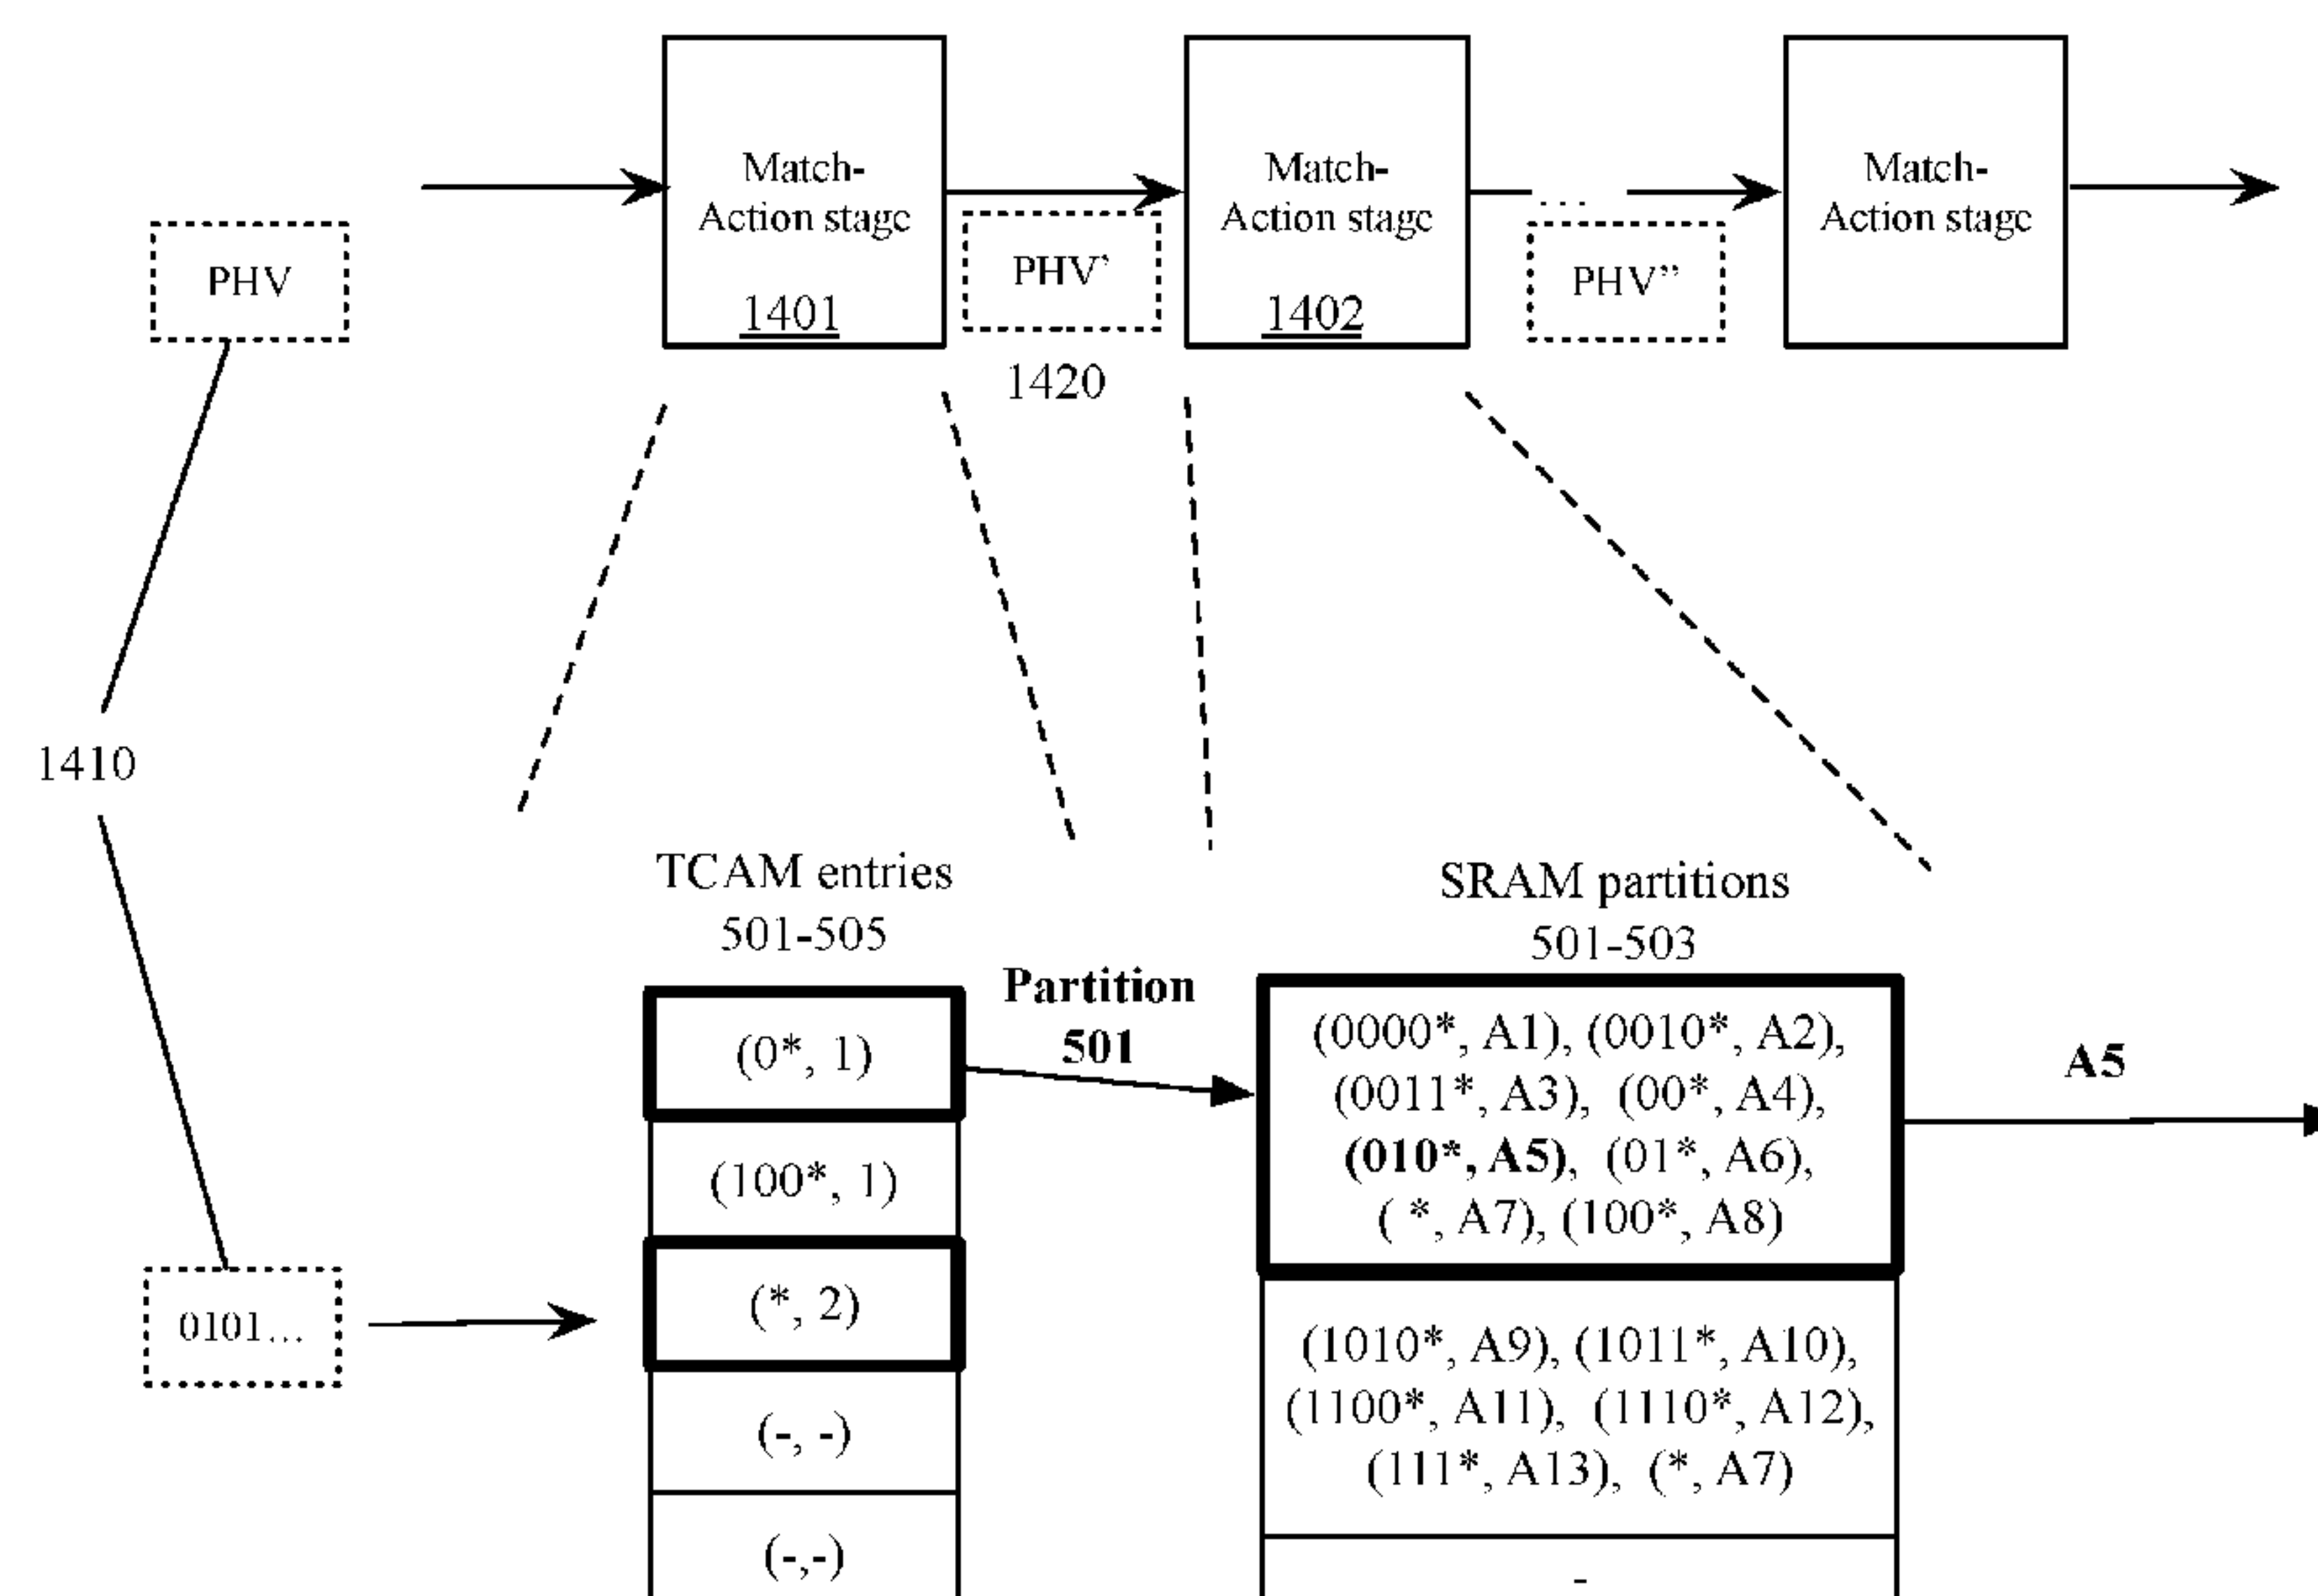 Match-
Action stage
1401
Match-
Action stage
1402
Match-
Action stage
...
PHV
PHV’
PHV”
1420
1410
TCAM entries
501-505
SRAM partitions
501-503
Partition
501
(0*, 1)
(100*, 1)
(*, 2)
(-, -)
(-,-)
(0000*, A1), (0010*, A2),
(0011*, A3), (00*, A4),
(010*, A5), (01*, A6),
( *, A7), (100*, A8)
A5
(1010*, A9), (1011*, A10),
(1100*, A11), (1110*, A12),
(111*, A13), (*, A7)
-
0101...